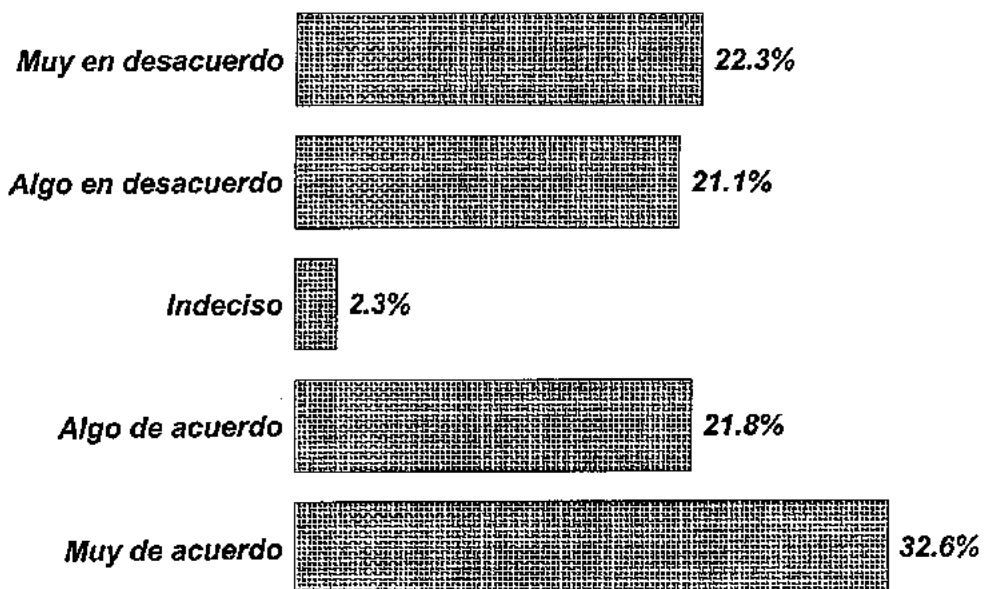 Muy en desacuerdo 22.3%
Algo en desacuerdo 21.1%
Indeciso 2.3%
Algo de acuerdo 21.8%
Muy de acuerdo 32.6%